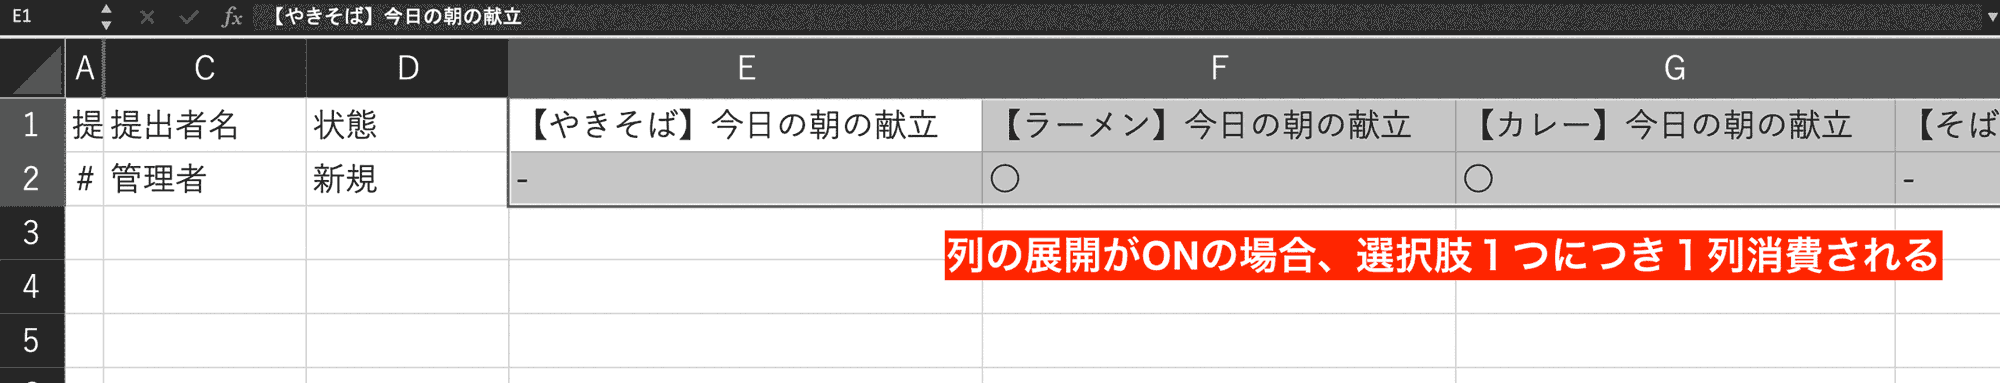 E1 fx 【やきそば】今日の朝の献立
A C D E F G
1 提 提出者名 状態 【やきそば】今日の朝の献立 【ラーメン】今日の朝の献立 【カレー】今日の朝の献立 【そば
2 # 管理者 新規 - 〇 〇 -
3
列の展開がONの場合、選択肢１つにつき１列消費される
4
5